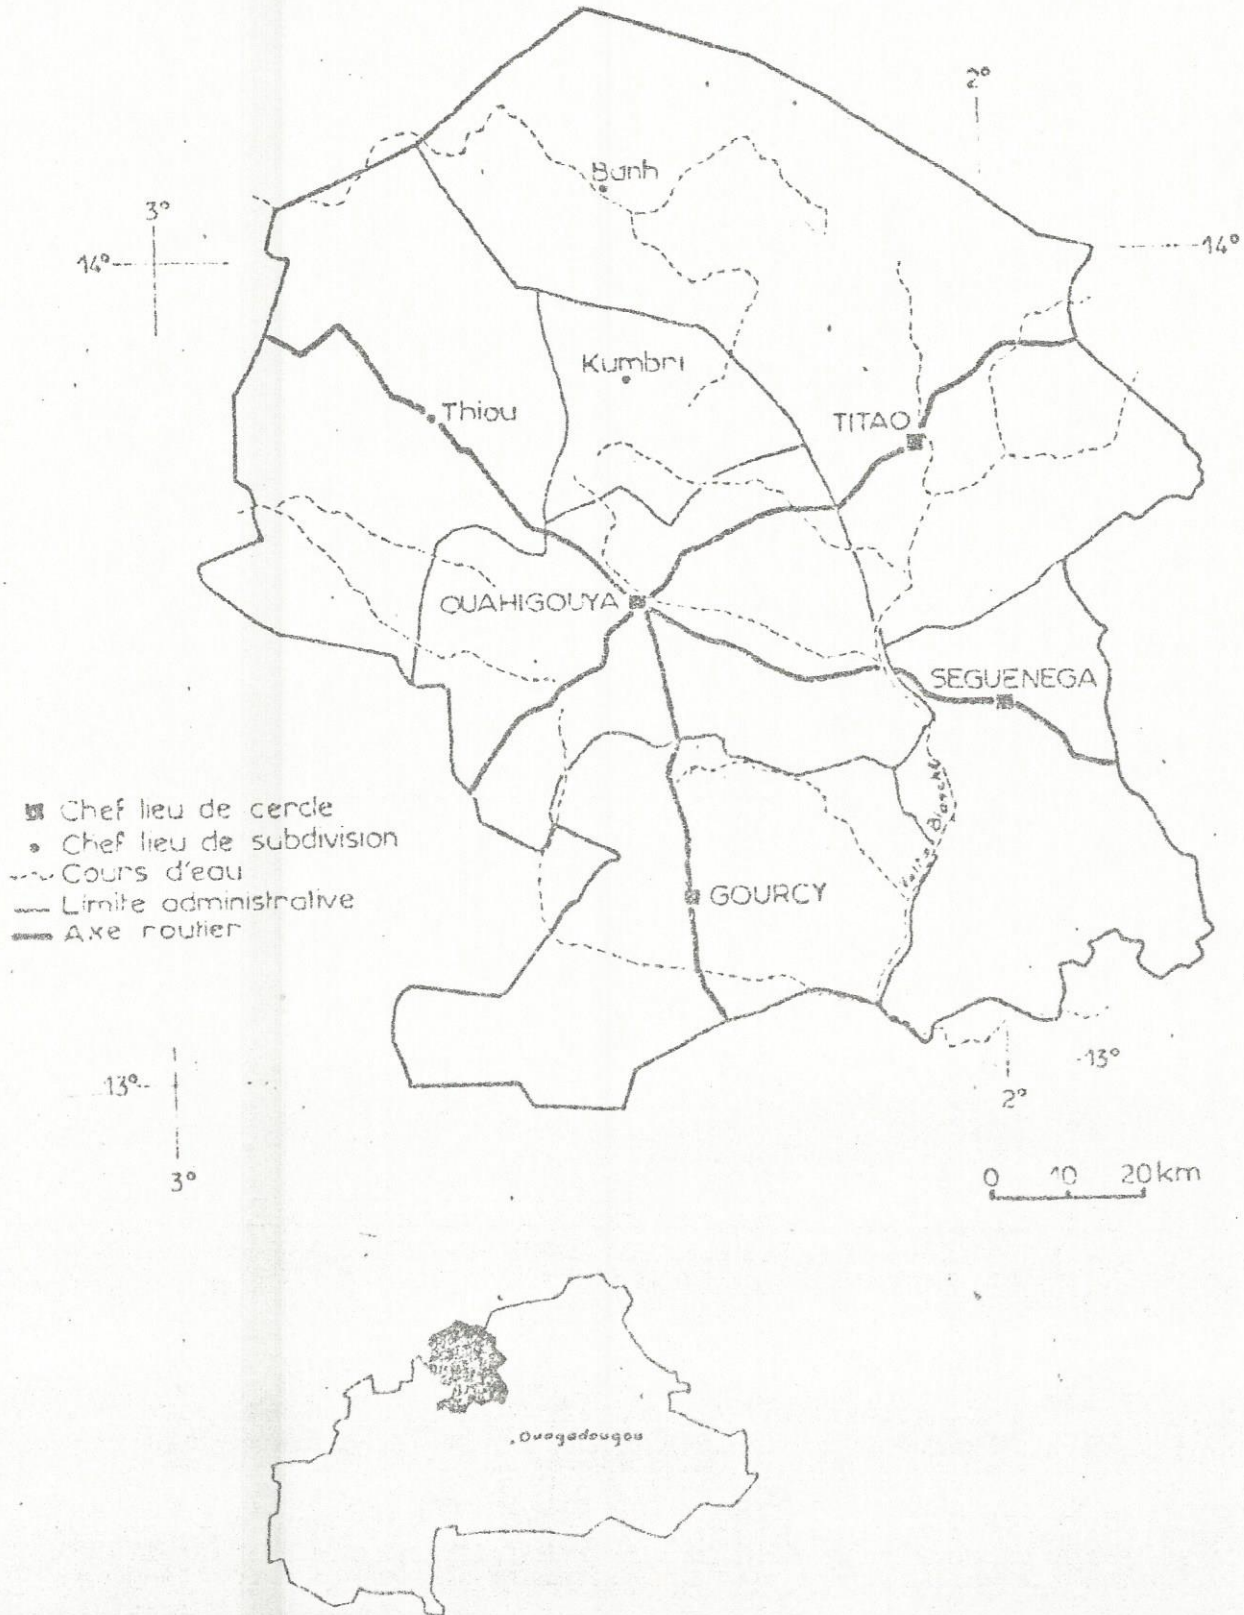 2°
Banh
3°
14°
14°
Kumbri
Thiou
TITAO
OUAHIGOUYA
SEGUENEGA
Chef lieu de cercle
Chef lieu de subdivision
Cours d'eau
Limite administrative
Axe routier
GOURCY
13°
13°
2°
3°
0 10 20km
Ouagadougou